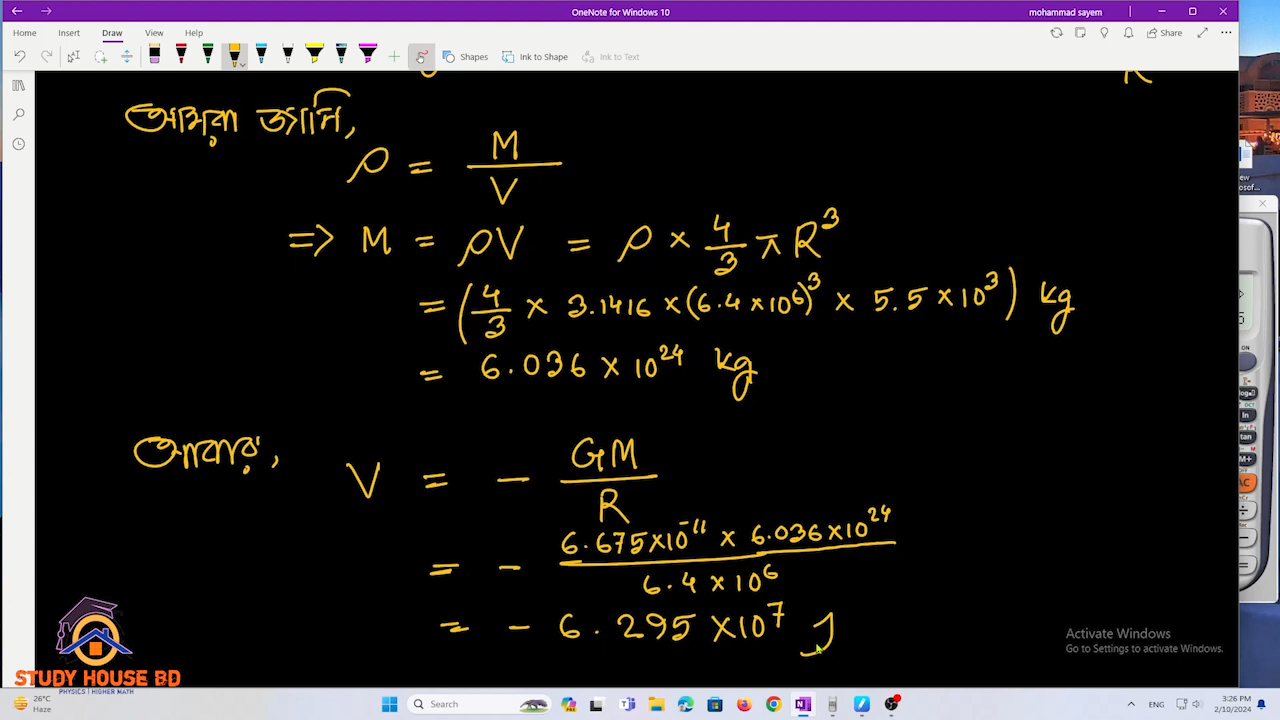 OneNote for Windows 10
mohammad sayem
Home Insert Draw View Help
Share
Shapes
Ink to Shape
Ink to Text
R
আমরা জানি,
ρ = M / V
=> M = ρV = ρ × 4/3 π R³
= (4/3 × 3.1416 × (6.4 × 10⁶)³ × 5.5 × 10³) kg
= 6.036 × 10²⁴ kg
আবার, V = - GM / R
= - 6.675×10⁻¹¹ × 6.036×10²⁴ / 6.4 × 10⁶
= - 6.295 × 10⁷ J
Activate Windows
Go to Settings to activate Windows.
STUDY HOUSE BD
PHYSICS | HIGHER MATH
26°C
Haze
Search
ENG
3:26 PM
2/10/2024